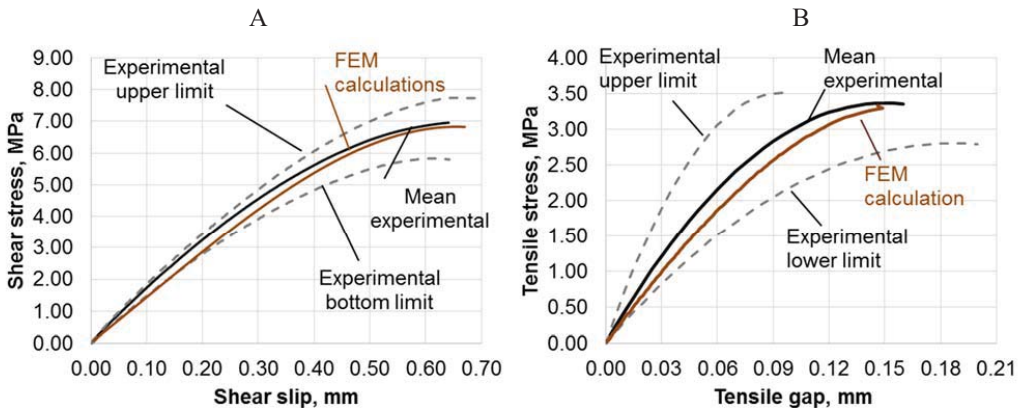 A
Shear stress, MPa
9.00
8.00
7.00
6.00
5.00
4.00
3.00
2.00
1.00
0.00
Experimental
upper limit
FEM
calculations
Mean
experimental
Experimental
bottom limit
0.00 0.10 0.20 0.30 0.40 0.50 0.60 0.70
Shear slip, mm
B
Tensile stress, MPa
4.00
3.50
3.00
2.50
2.00
1.50
1.00
0.50
0.00
Experimental
upper limit
Mean
experimental
FEM
calculation
Experimental
lower limit
0.00 0.03 0.06 0.09 0.12 0.15 0.18 0.21
Tensile gap, mm